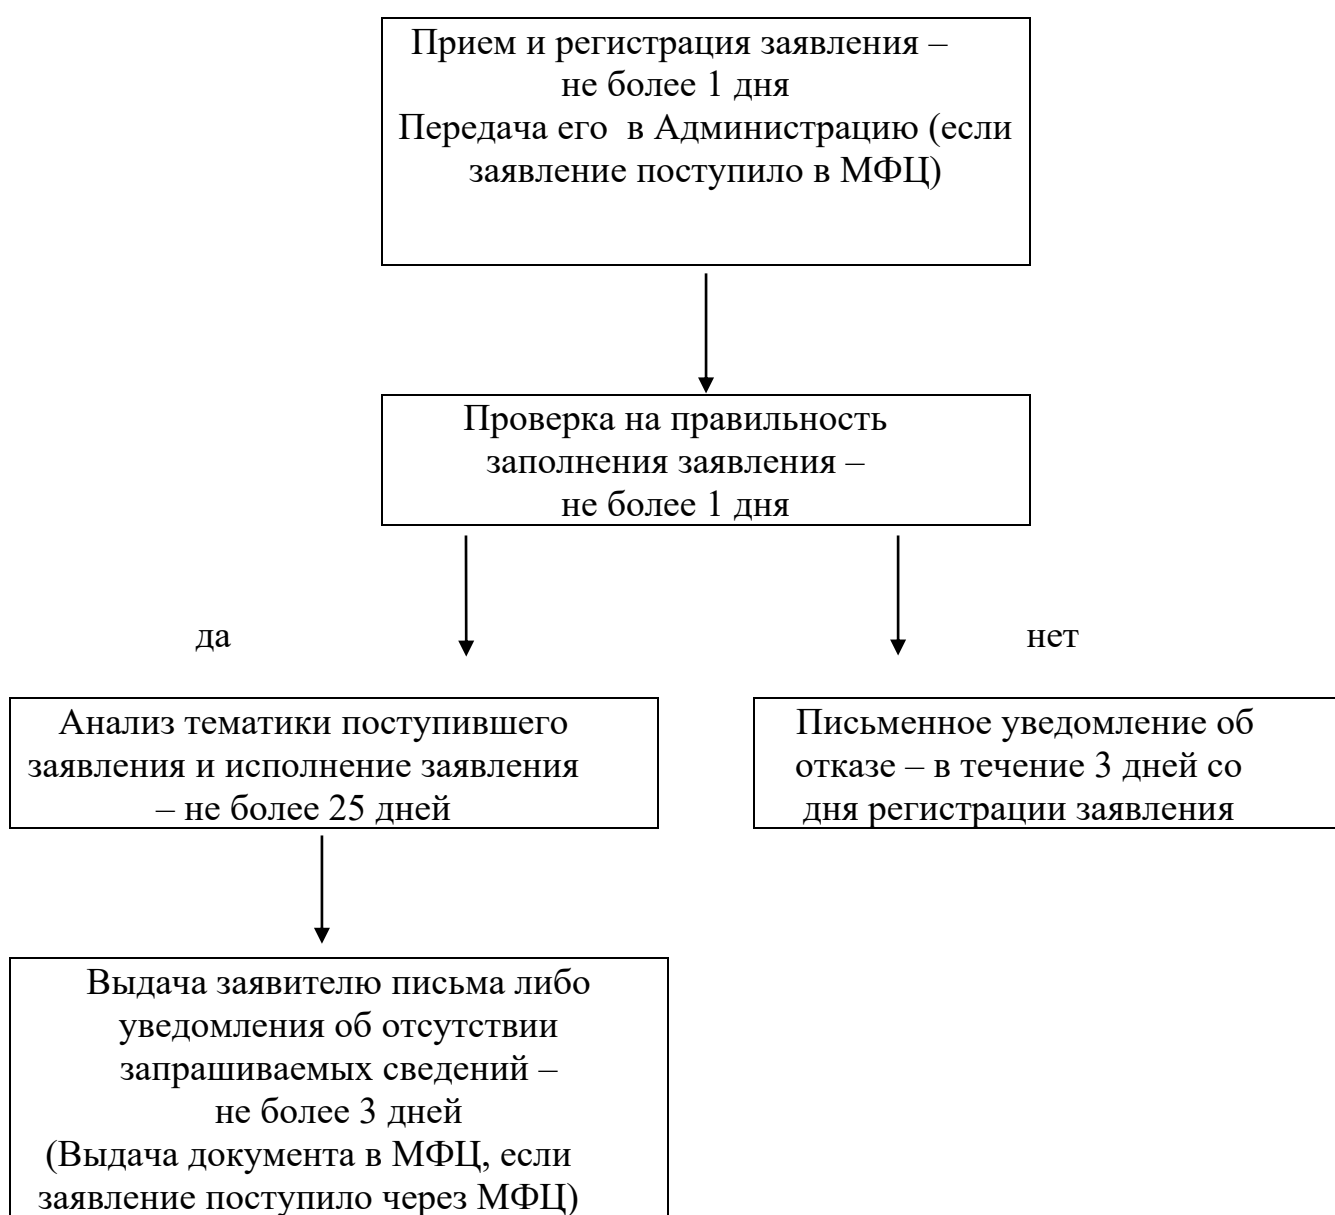 Прием и регистрация заявления –
не более 1 дня
Передача его  в Администрацию (если
заявление поступило в МФЦ)
Проверка на правильность
заполнения заявления –
не более 1 дня
да
нет
Анализ тематики поступившего
заявления и исполнение заявления
– не более 25 дней
Письменное уведомление об
отказе – в течение 3 дней со
дня регистрации заявления
Выдача заявителю письма либо
уведомления об отсутствии
запрашиваемых сведений –
не более 3 дней
(Выдача документа в МФЦ, если
заявление поступило через МФЦ)